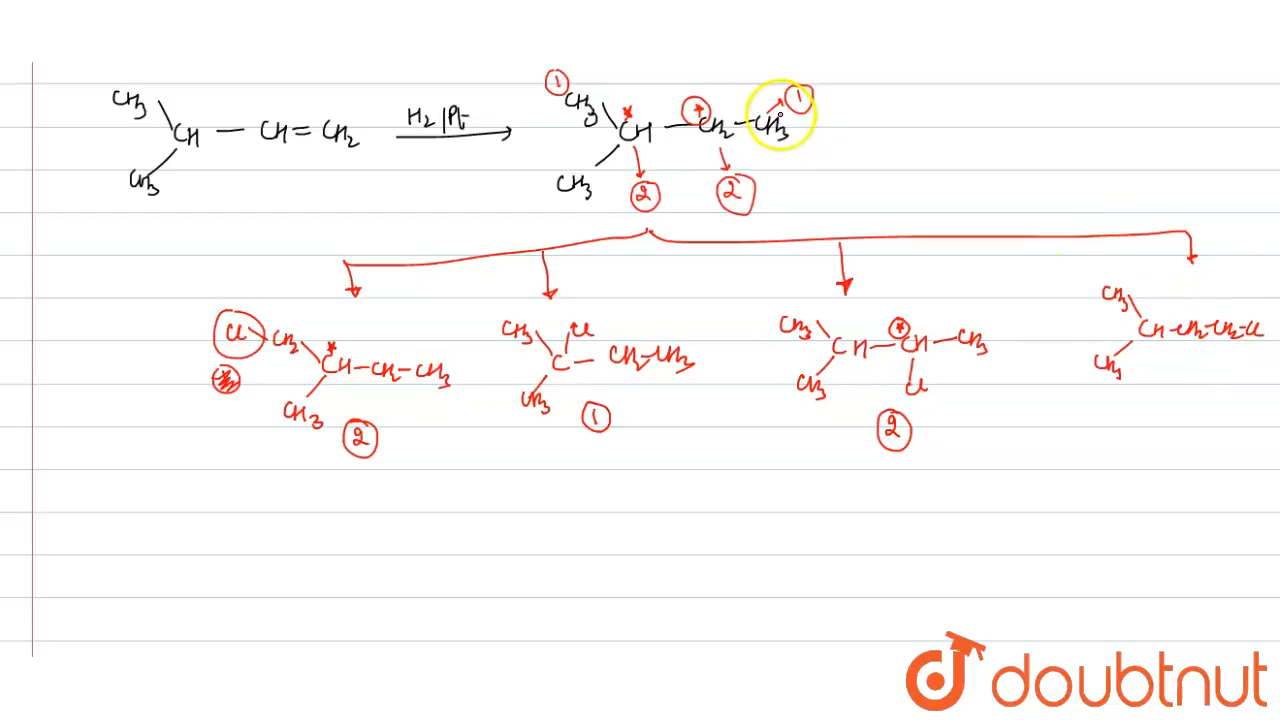 CH3
CH — CH = CH2
CH3
H2 | Pt
①
CH3
* CH — * CH2 — CH3 ①
CH3
② ②
Cl CH2
* CH — CH2 — CH3
CH3
②
CH3 Cl
C — CH2 — CH3
CH3
①
CH3
CH — * CH — CH3
CH3 Cl
②
CH3
CH — CH2 — CH2 — Cl
CH3
doubtnut